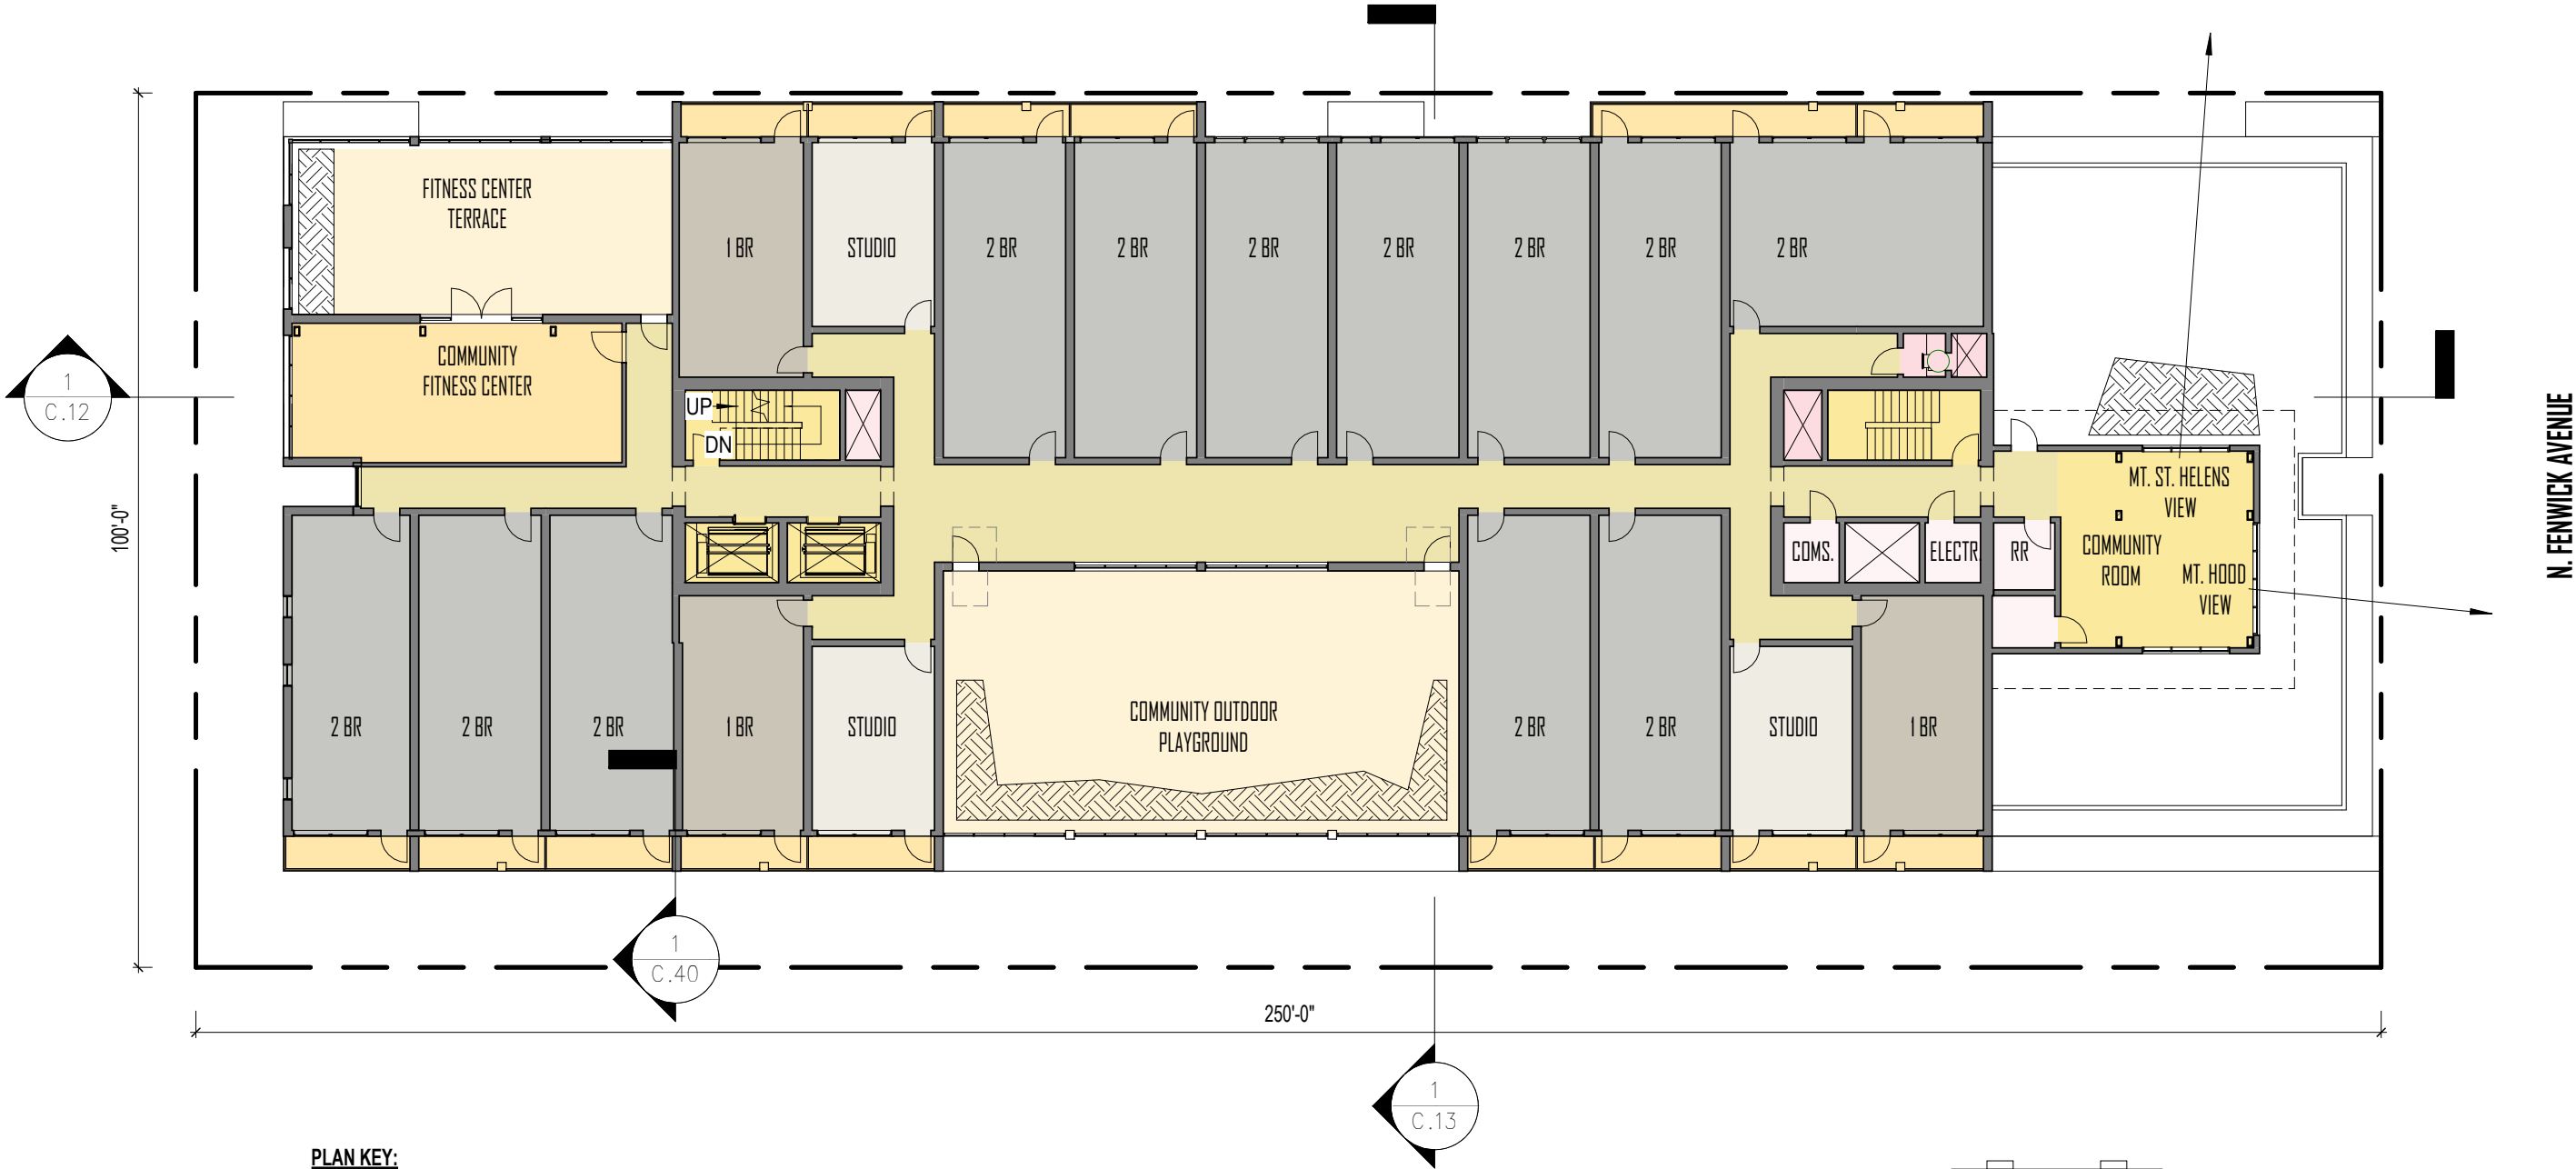 FITNESS CENTER
TERRACE
1 BR
STUDIO
2 BR
2 BR
2 BR
2 BR
2 BR
2 BR
2 BR
COMMUNITY
FITNESS CENTER
1
C.12
UP
DN
100'-0"
N. FENWICK AVENUE
MT. ST. HELENS
VIEW
COMS.
ELECTR.
RR
COMMUNITY
ROOM
MT. HOOD
VIEW
2 BR
2 BR
2 BR
1 BR
STUDIO
COMMUNITY OUTDOOR
PLAYGROUND
2 BR
2 BR
STUDIO
1 BR
1
C.40
250'-0"
1
C.13
PLAN KEY: